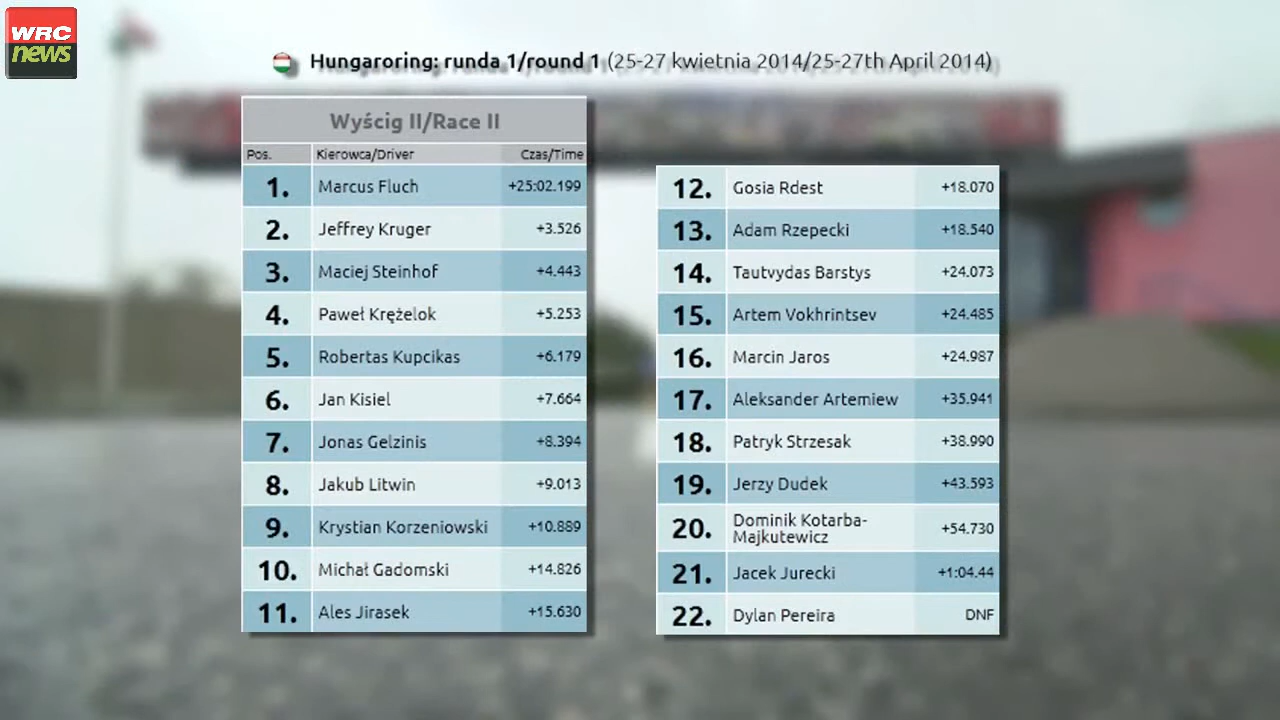 WRC
news
Hungaroring: runda 1/round 1 (25-27 kwietnia 2014/25-27th April 2014)
Wyścig II/Race II
Pos. Kierowca/Driver Czas/Time
1. Marcus Fluch +25:02.199
2. Jeffrey Kruger +3.526
3. Maciej Steinhof +4.443
4. Paweł Krężelok +5.253
5. Robertas Kupcikas +6.179
6. Jan Kisiel +7.664
7. Jonas Gelzinis +8.394
8. Jakub Litwin +9.013
9. Krystian Korzeniowski +10.889
10. Michał Gadomski +14.826
11. Ales Jirasek +15.630
12. Gosia Rdest +18.070
13. Adam Rzepecki +18.540
14. Tautvydas Barstys +24.073
15. Artem Vokhrintsev +24.485
16. Marcin Jaros +24.987
17. Aleksander Artemiew +35.941
18. Patryk Strzesak +38.990
19. Jerzy Dudek +43.593
20. Dominik Kotarba-
Majkutewicz +54.730
21. Jacek Jurecki +1:04.44
22. Dylan Pereira DNF